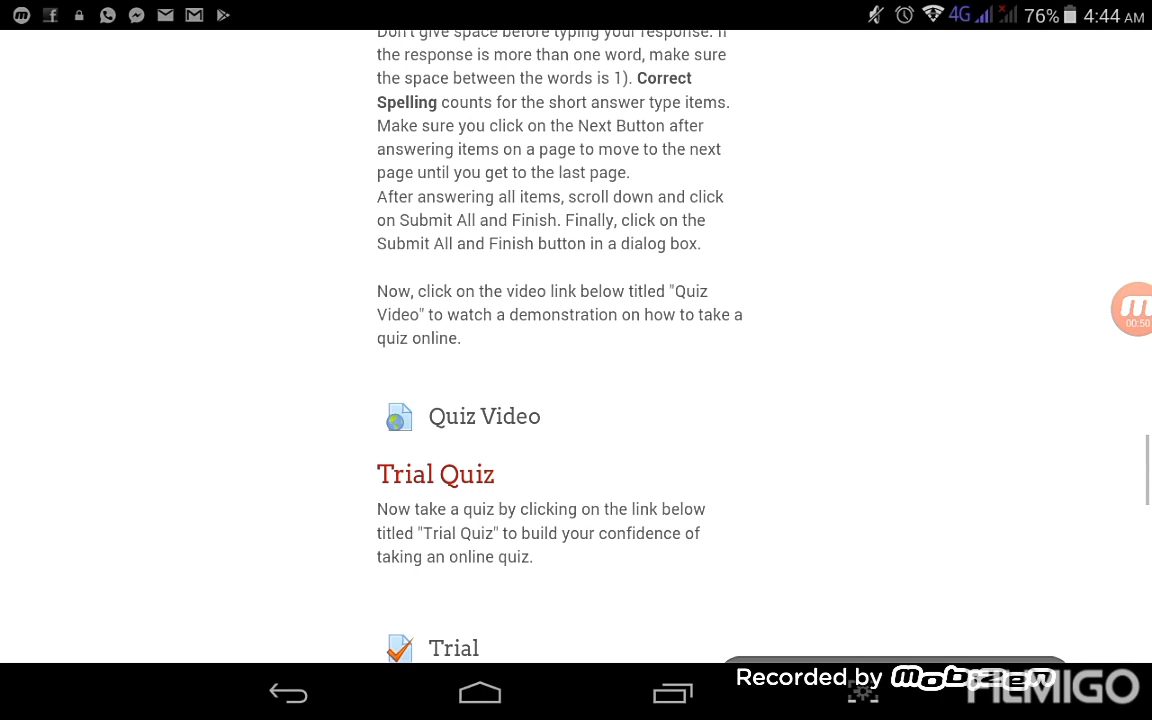 4G 76% 4:44 AM
Don't give space before typing your response. If
the response is more than one word, make sure
the space between the words is 1). Correct
Spelling counts for the short answer type items.
Make sure you click on the Next Button after
answering items on a page to move to the next
page until you get to the last page.
After answering all items, scroll down and click
on Submit All and Finish. Finally, click on the
Submit All and Finish button in a dialog box.
Now, click on the video link below titled "Quiz
Video" to watch a demonstration on how to take a
quiz online.
00:50
Quiz Video
Trial Quiz
Now take a quiz by clicking on the link below
titled "Trial Quiz" to build your confidence of
taking an online quiz.
Trial
Recorded by mobizen
FILMIGO